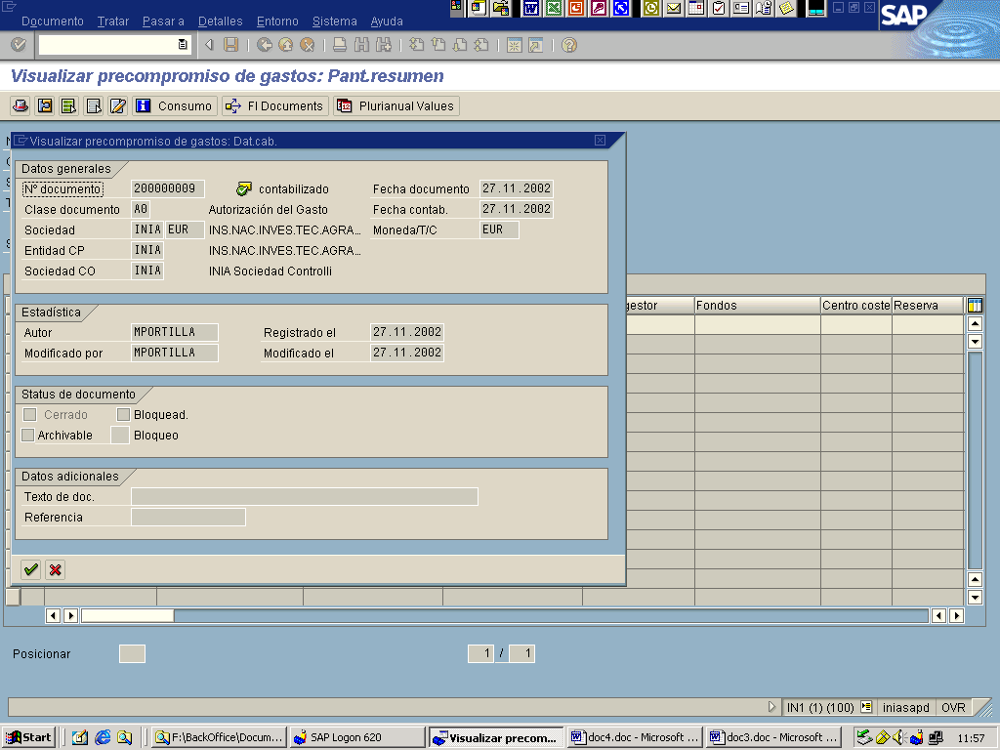 Documento Tratar Pasar a Detalles Entorno Sistema Ayuda
SAP
Visualizar precompromiso de gastos: Pant.resumen
Consumo FI Documents Plurianual Values
Visualizar precompromiso de gastos: Dat.cab.
Datos generales
Nº documento 200000009 contabilizado Fecha documento 27.11.2002
Clase documento A0 Autorización del Gasto Fecha contab. 27.11.2002
Sociedad INIA EUR INS.NAC.INVES.TEC.AGRA... Moneda/T/C EUR
Entidad CP INIA INS.NAC.INVES.TEC.AGRA...
Sociedad CO INIA INIA Sociedad Controlli
gestor Fondos Centro coste Reserva
Estadística
Autor MPORTILLA Registrado el 27.11.2002
Modificado por MPORTILLA Modificado el 27.11.2002
Status de documento
Cerrado Bloquead.
Archivable Bloqueo
Datos adicionales
Texto de doc.
Referencia
Posicionar 1 / 1
IN1 (1) (100) iniasapd OVR
Start F:\BackOffice\Docum... SAP Logon 620 Visualizar precom... doc4.doc - Microsoft ... doc3.doc - Microsoft ... 11:57